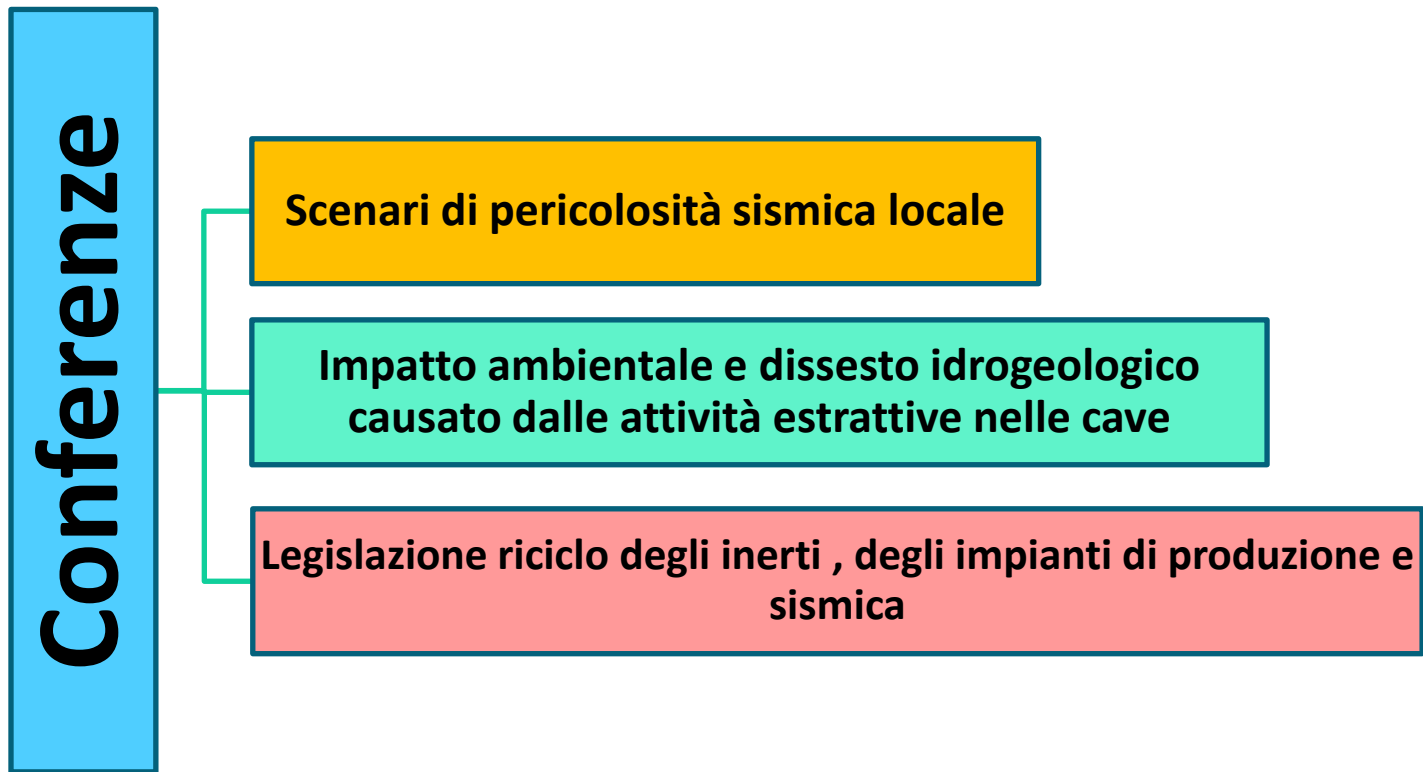 Conferenze
Scenari di pericolosità sismica locale
Impatto ambientale e dissesto idrogeologico
causato dalle attività estrattive nelle cave
Legislazione riciclo degli inerti , degli impianti di produzione e
sismica